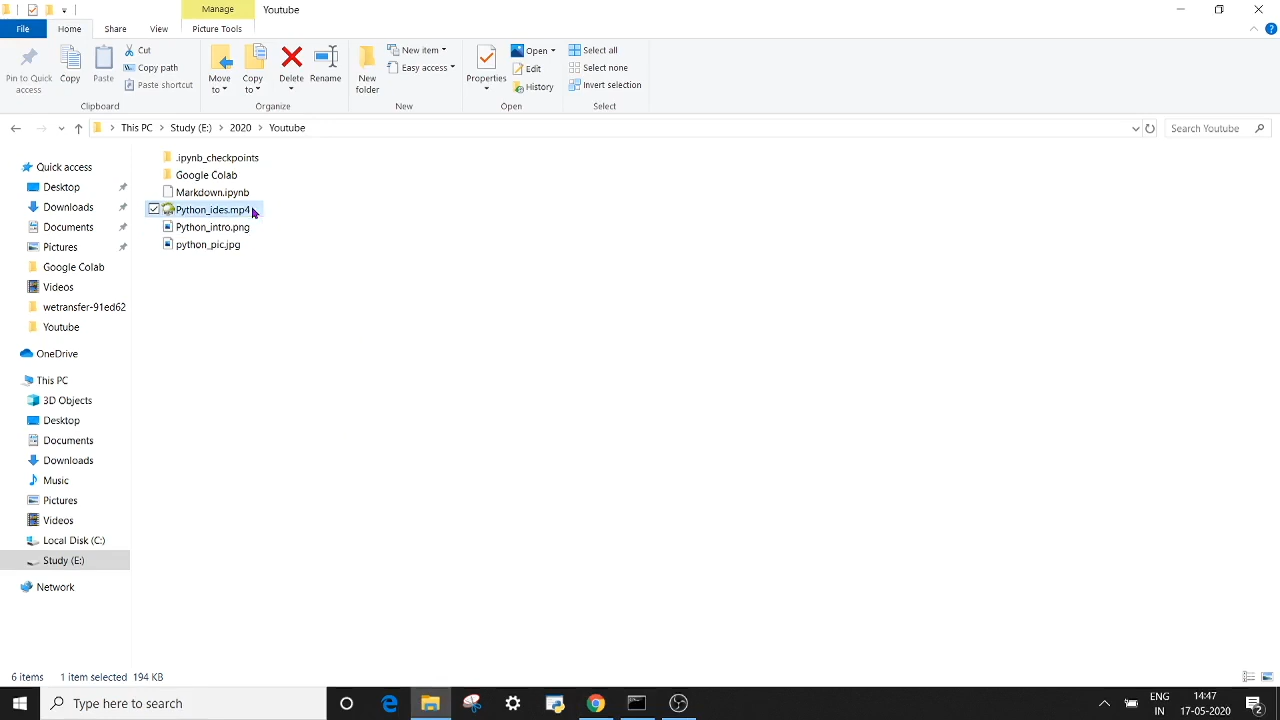 Manage
Youtube
File
Home
Share
View
Picture Tools
Pin to Quick access
Copy
Paste
Cut
Copy path
Paste shortcut
Clipboard
Move to
Copy to
Delete
Rename
Organize
New folder
New item
Easy access
New
Properties
Open
Edit
History
Open
Select all
Select none
Invert selection
Select
This PC > Study (E:) > 2020 > Youtube
Search Youtube
Quick access
Desktop
Downloads
Documents
Pictures
Google Colab
Videos
wetransfer-91ed62
Youtube
OneDrive
This PC
3D Objects
Desktop
Documents
Downloads
Music
Pictures
Videos
Local Disk (C:)
Study (E:)
Network
.ipynb_checkpoints
Google Colab
Markdown.ipynb
Python_ides.mp4
Python_intro.png
python_pic.jpg
6 items 1 item selected 194 KB
Type here to search
ENG
IN
14:47
17-05-2020
2